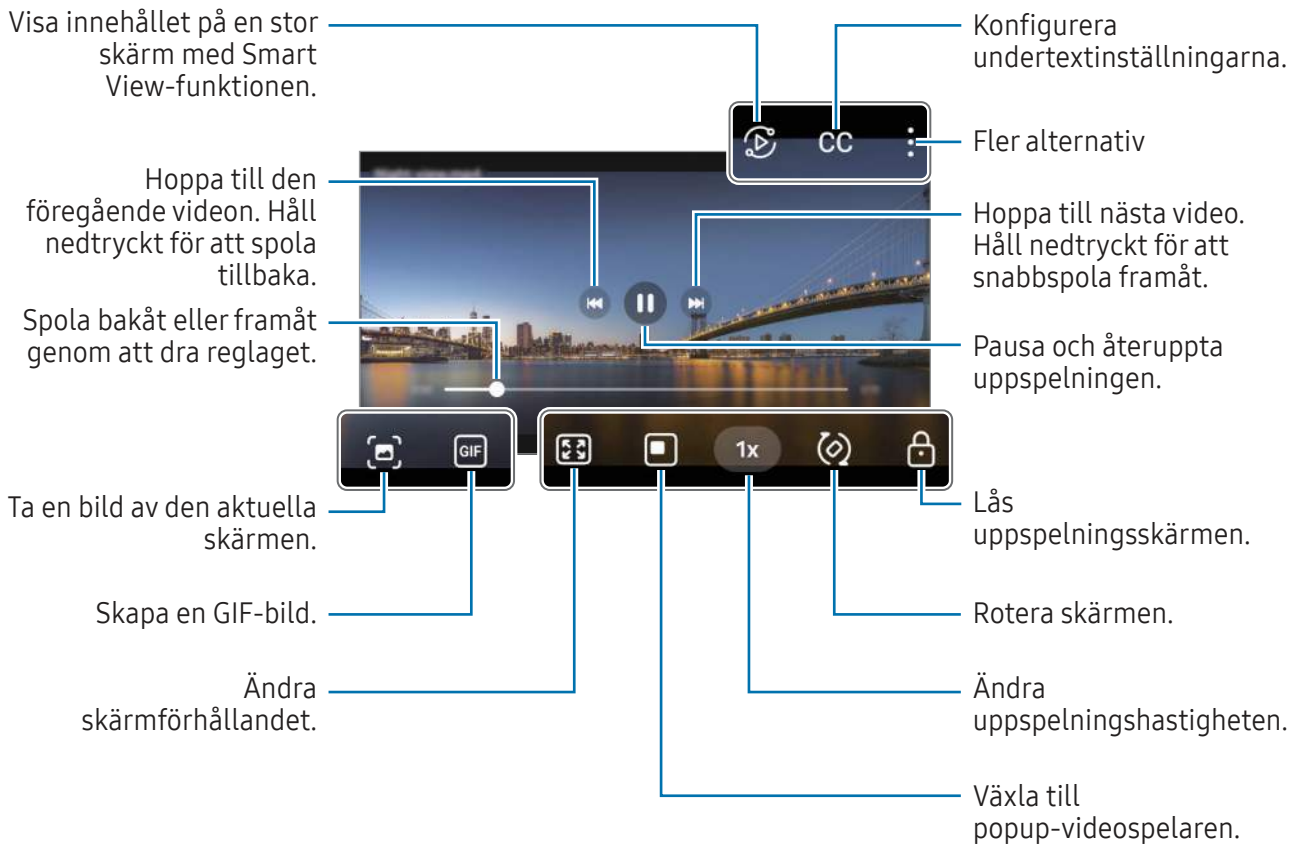 Visa innehållet på en stor
skärm med Smart
View-funktionen.
Konfigurera
undertextinställningarna.
CC
Fler alternativ
Hoppa till den
föregående videon. Håll
nedtryckt för att spola
tillbaka.
Hoppa till nästa video.
Håll nedtryckt för att
snabbspola framåt.
Spola bakåt eller framåt
genom att dra reglaget.
Pausa och återuppta
uppspelningen.
GIF
1x
Ta en bild av den aktuella
skärmen.
Lås
uppspelningsskärmen.
Skapa en GIF-bild.
Rotera skärmen.
Ändra
skärmförhållandet.
Ändra
uppspelningshastigheten.
Växla till
popup-videospelaren.